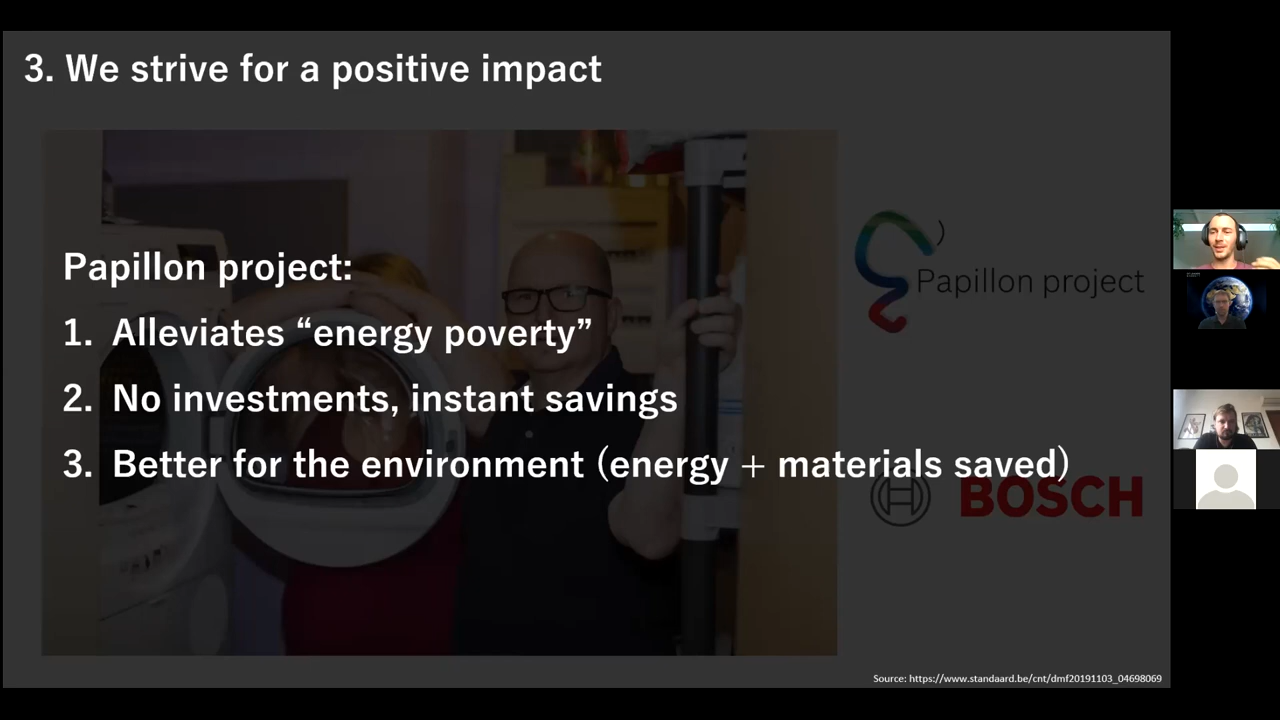 3. We strive for a positive impact
Papillon project:
1. Alleviates “energy poverty”
2. No investments, instant savings
3. Better for the environment (energy + materials saved)
Papillon project
BOSCH
Source: https://www.standaard.be/cnt/dmf20191103_04698069